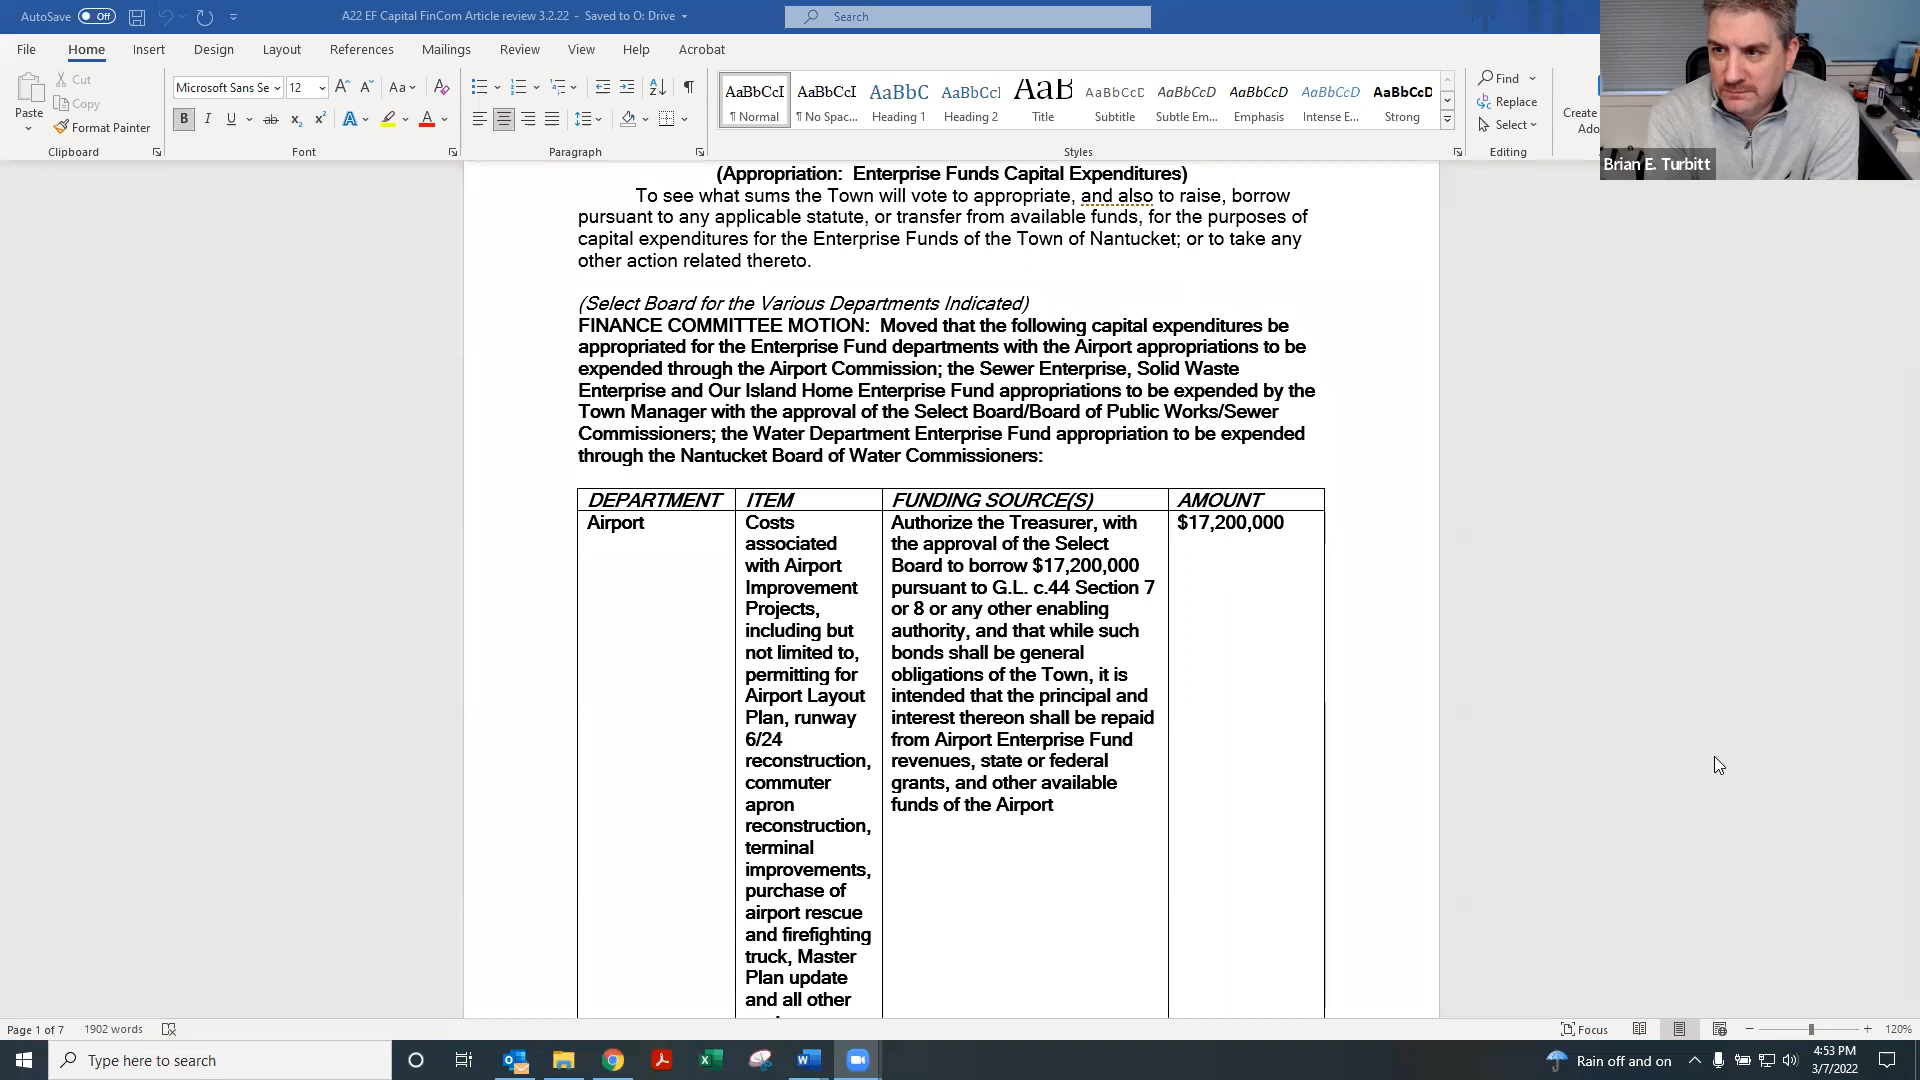 AutoSave Off A22 EF Capital FinCom Article review 3.2.22 - Saved to O: Drive Search
File Home Insert Design Layout References Mailings Review View Help Acrobat
Cut
Copy
Paste
Format Painter
Clipboard
Microsoft Sans Se 12
Font
Paragraph
AaBbCcI AaBbCcI AaBbC AaBbCcI AaB AaBbCcD AaBbCcD AaBbCcD AaBbCcD AaBbCcD
¶ Normal ¶ No Spac... Heading 1 Heading 2 Title Subtitle Subtle Em... Emphasis Intense E... Strong
Styles
Find
Replace
Select
Editing
Create
Ado
Brian E. Turbitt
(Appropriation: Enterprise Funds Capital Expenditures)
To see what sums the Town will vote to appropriate, and also to raise, borrow
pursuant to any applicable statute, or transfer from available funds, for the purposes of
capital expenditures for the Enterprise Funds of the Town of Nantucket; or to take any
other action related thereto.
(Select Board for the Various Departments Indicated)
FINANCE COMMITTEE MOTION: Moved that the following capital expenditures be
appropriated for the Enterprise Fund departments with the Airport appropriations to be
expended through the Airport Commission; the Sewer Enterprise, Solid Waste
Enterprise and Our Island Home Enterprise Fund appropriations to be expended by the
Town Manager with the approval of the Select Board/Board of Public Works/Sewer
Commissioners; the Water Department Enterprise Fund appropriation to be expended
through the Nantucket Board of Water Commissioners:
DEPARTMENT ITEM FUNDING SOURCE(S) AMOUNT
Airport
Costs
associated
with Airport
Improvement
Projects,
including but
not limited to,
permitting for
Airport Layout
Plan, runway
6/24
reconstruction,
commuter
apron
reconstruction,
terminal
improvements,
purchase of
airport rescue
and firefighting
truck, Master
Plan update
and all other
Authorize the Treasurer, with
the approval of the Select
Board to borrow $17,200,000
pursuant to G.L. c.44 Section 7
or 8 or any other enabling
authority, and that while such
bonds shall be general
obligations of the Town, it is
intended that the principal and
interest thereon shall be repaid
from Airport Enterprise Fund
revenues, state or federal
grants, and other available
funds of the Airport
$17,200,000
Page 1 of 7 1902 words Focus 120%
Type here to search Rain off and on 4:53 PM
3/7/2022